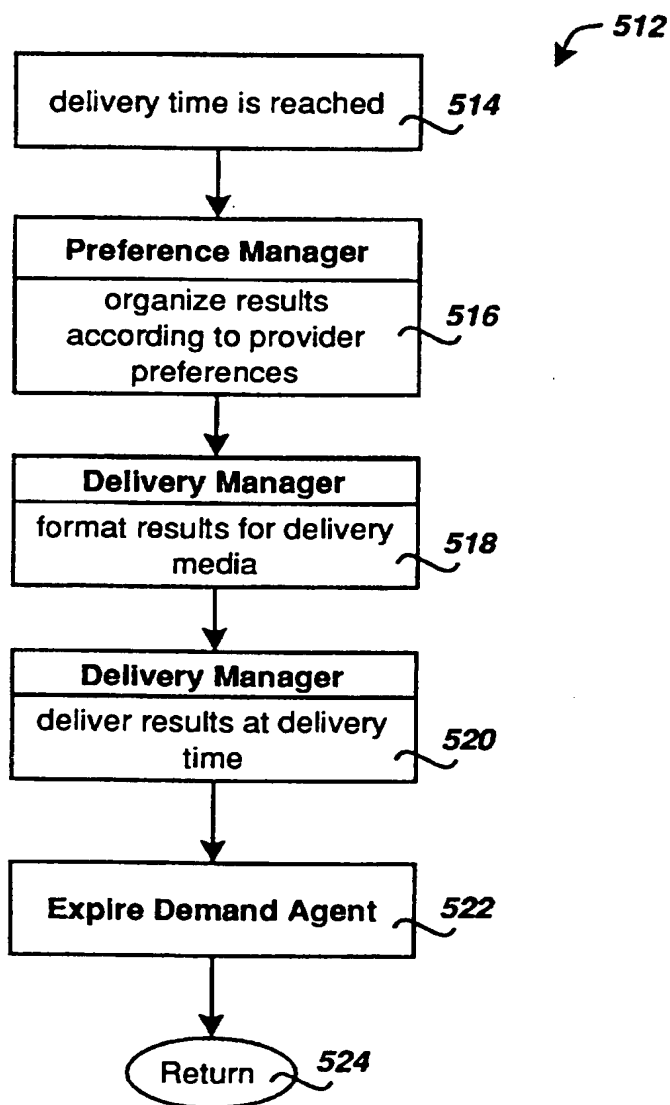 512
delivery time is reached
514
Preference Manager
organize results
according to provider
preferences
516
Delivery Manager
format results for delivery
media
518
Delivery Manager
deliver results at delivery
time
520
Expire Demand Agent
522
Return
524